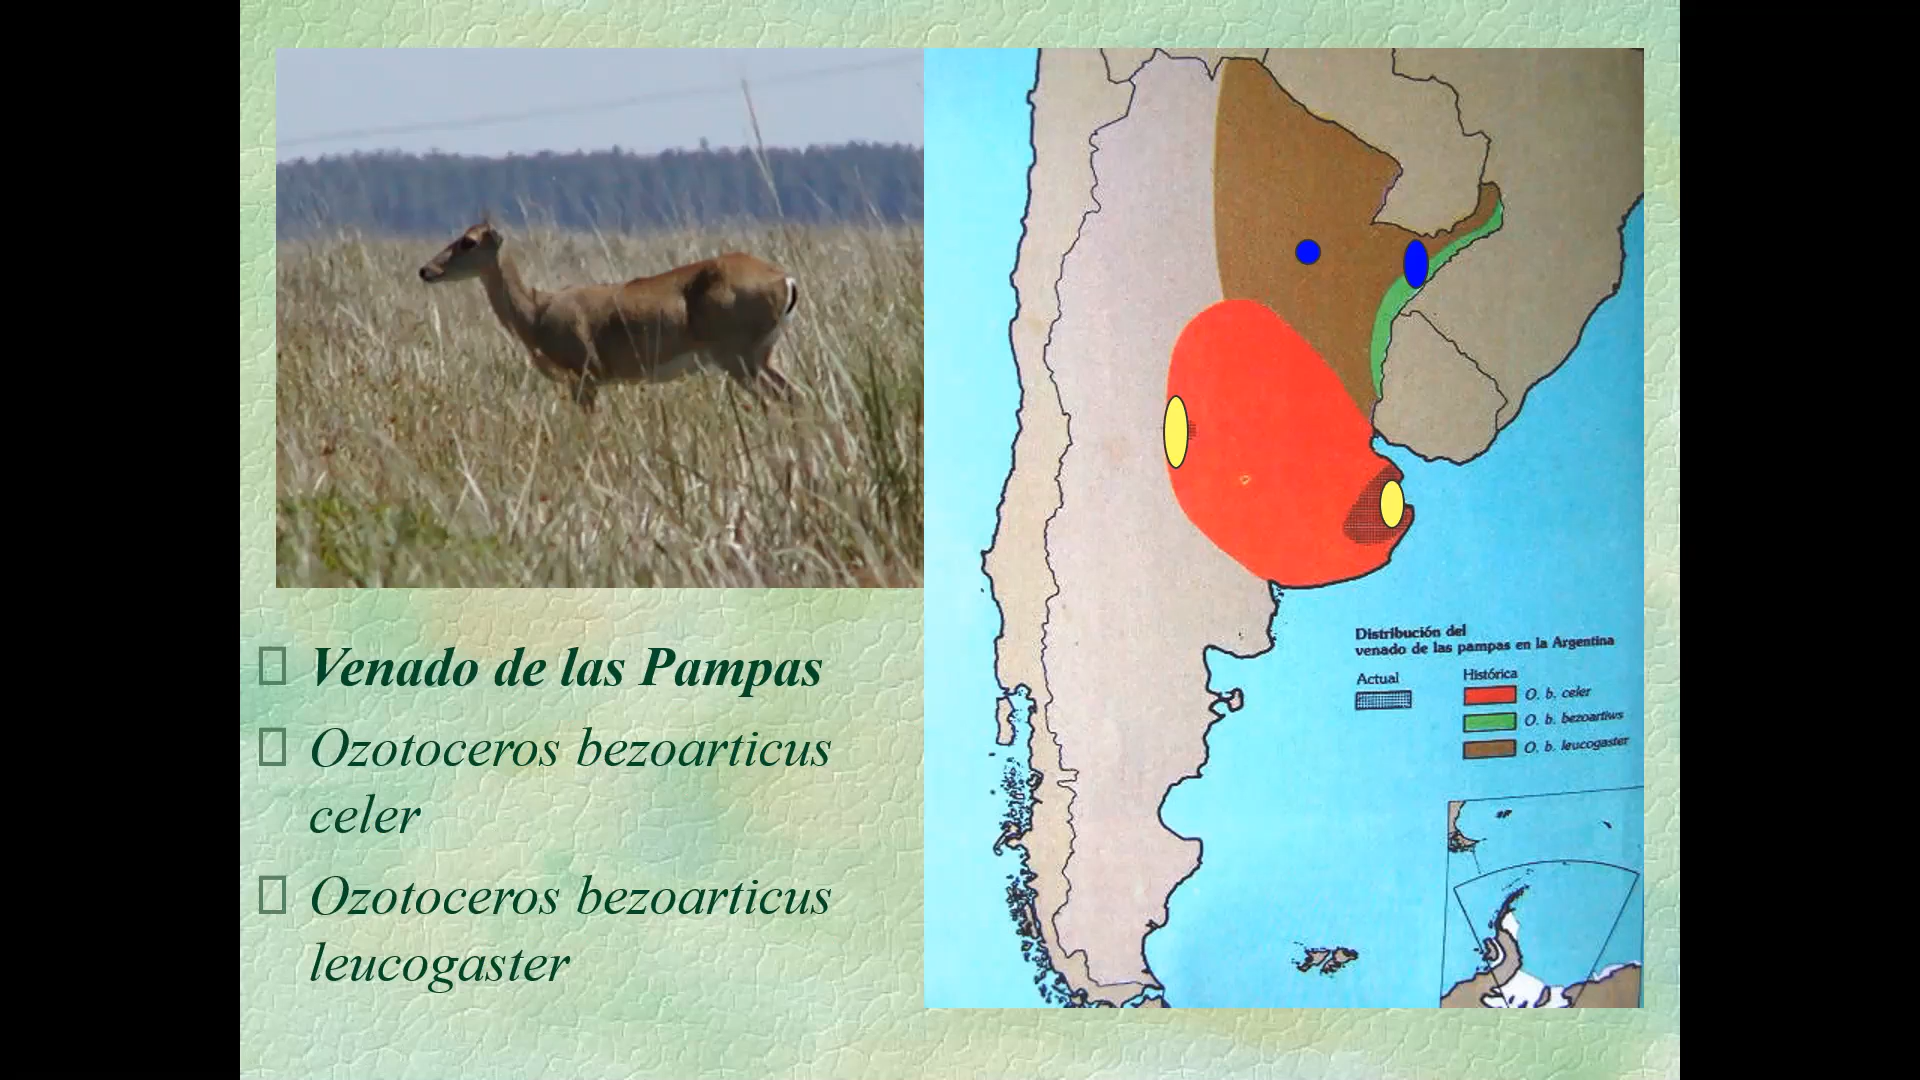 Venado de las Pampas
Ozotoceros bezoarticus
celer
Ozotoceros bezoarticus
leucogaster
Distribución del
venado de las pampas en la Argentina
Actual
Histórica
O. b. celer
O. b. bezoartiws
O. b. leucogaster